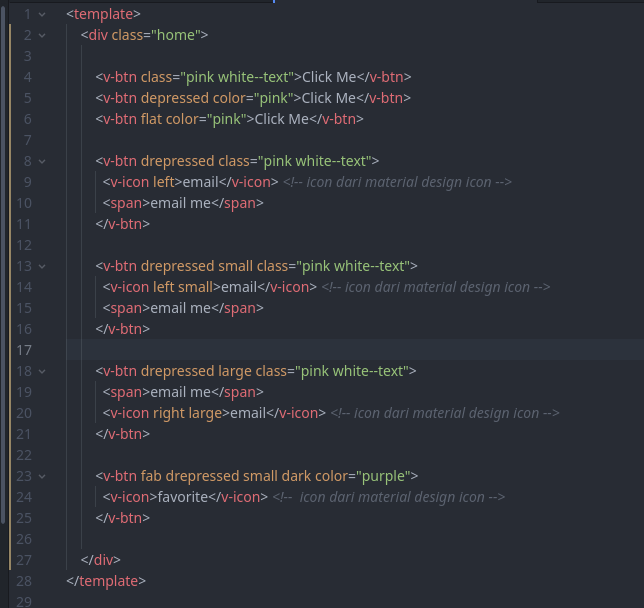 1 <template>
2 <div class="home">
3
4 <v-btn class="pink white--text">Click Me</v-btn>
5 <v-btn depressed color="pink">Click Me</v-btn>
6 <v-btn flat color="pink">Click Me</v-btn>
7
8 <v-btn drepressed class="pink white--text">
9 <v-icon left>email</v-icon> <!-- icon dari material design icon -->
10 <span>email me</span>
11 </v-btn>
12
13 <v-btn drepressed small class="pink white--text">
14 <v-icon left small>email</v-icon> <!-- icon dari material design icon -->
15 <span>email me</span>
16 </v-btn>
17
18 <v-btn drepressed large class="pink white--text">
19 <span>email me</span>
20 <v-icon right large>email</v-icon> <!-- icon dari material design icon -->
21 </v-btn>
22
23 <v-btn fab drepressed small dark color="purple">
24 <v-icon>favorite</v-icon> <!--  icon dari material design icon -->
25 </v-btn>
26
27 </div>
28 </template>
29